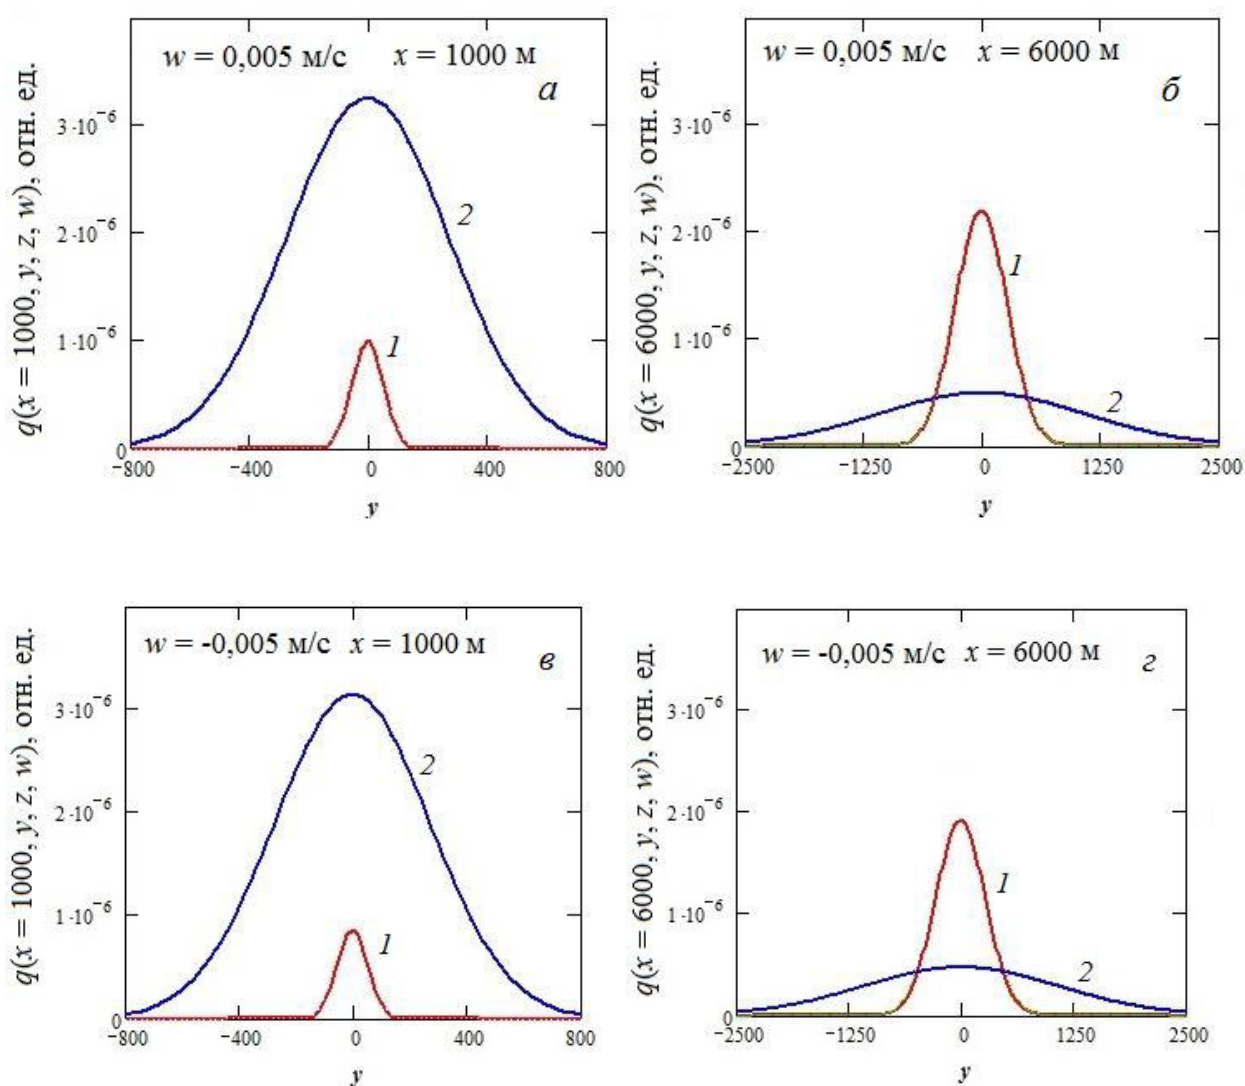 w = 0,005 м/с x = 1000 м
а
q(x = 1000, y, z, w), отн. ед.
3·10⁻⁶
2·10⁻⁶
1·10⁻⁶
0
2
1
−800 −400 0 400 800
y
w = 0,005 м/с x = 6000 м
б
q(x = 6000, y, z, w), отн. ед.
3·10⁻⁶
2·10⁻⁶
1·10⁻⁶
0
1
2
−2500 −1250 0 1250 2500
y
w = -0,005 м/с x = 1000 м
в
q(x = 1000, y, z, w), отн. ед.
3·10⁻⁶
2·10⁻⁶
1·10⁻⁶
0
2
1
−800 −400 0 400 800
y
w = -0,005 м/с x = 6000 м
г
q(x = 6000, y, z, w), отн. ед.
3·10⁻⁶
2·10⁻⁶
1·10⁻⁶
0
1
2
−2500 −1250 0 1250 2500
y